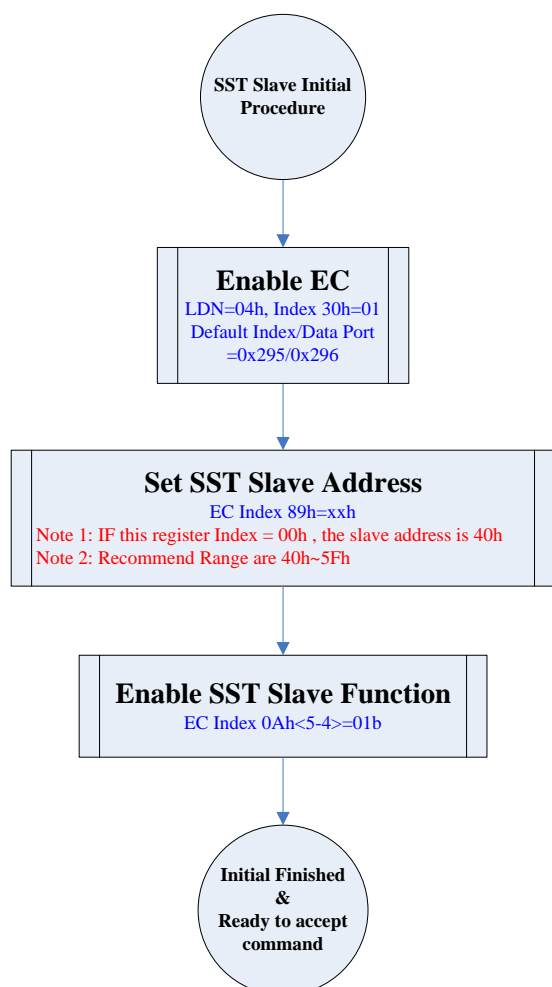 SST Slave Initial
Procedure
Enable EC
LDN=04h, Index 30h=01
Default Index/Data Port
=0x295/0x296
Set SST Slave Address
EC Index 89h=xxh
Note 1: IF this register Index = 00h , the slave address is 40h
Note 2: Recommend Range are 40h~5Fh
Enable SST Slave Function
EC Index 0Ah<5-4>=01b
Initial Finished
&
Ready to accept
command